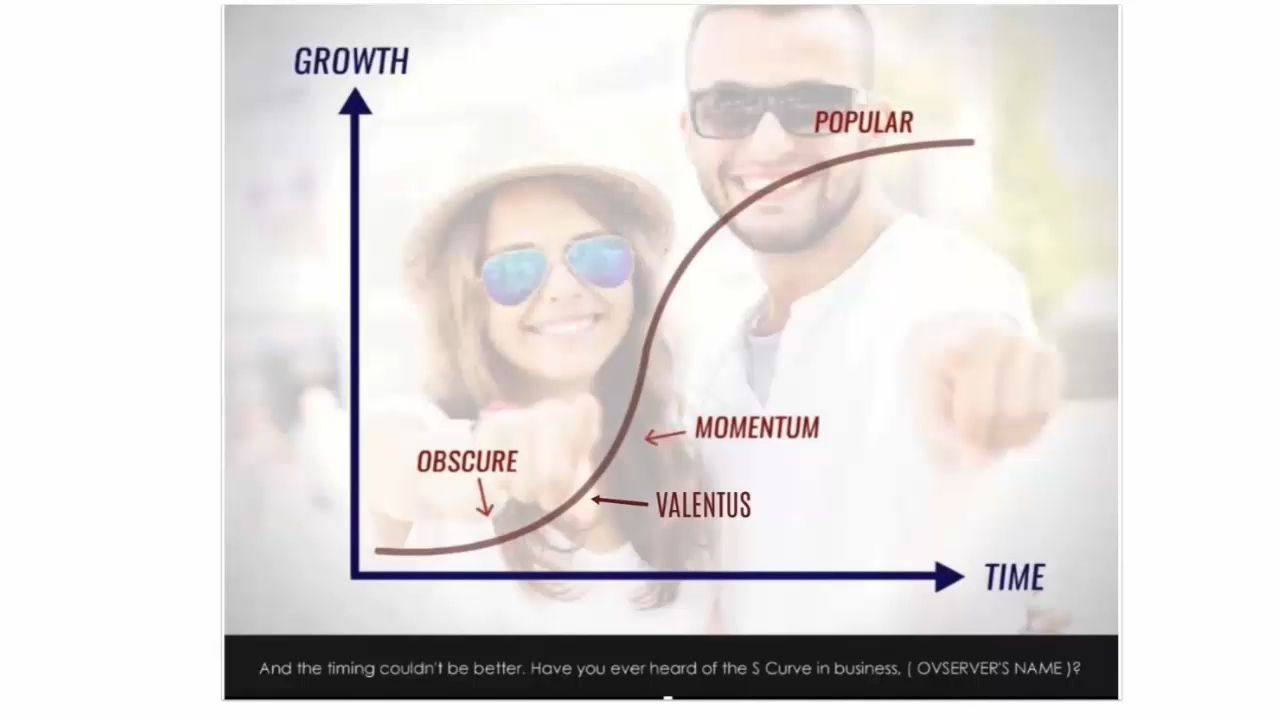 GROWTH
POPULAR
MOMENTUM
OBSCURE
VALENTUS
TIME
And the timing couldn't be better. Have you ever heard of the S Curve in business, ( OVSERVER'S NAME )?